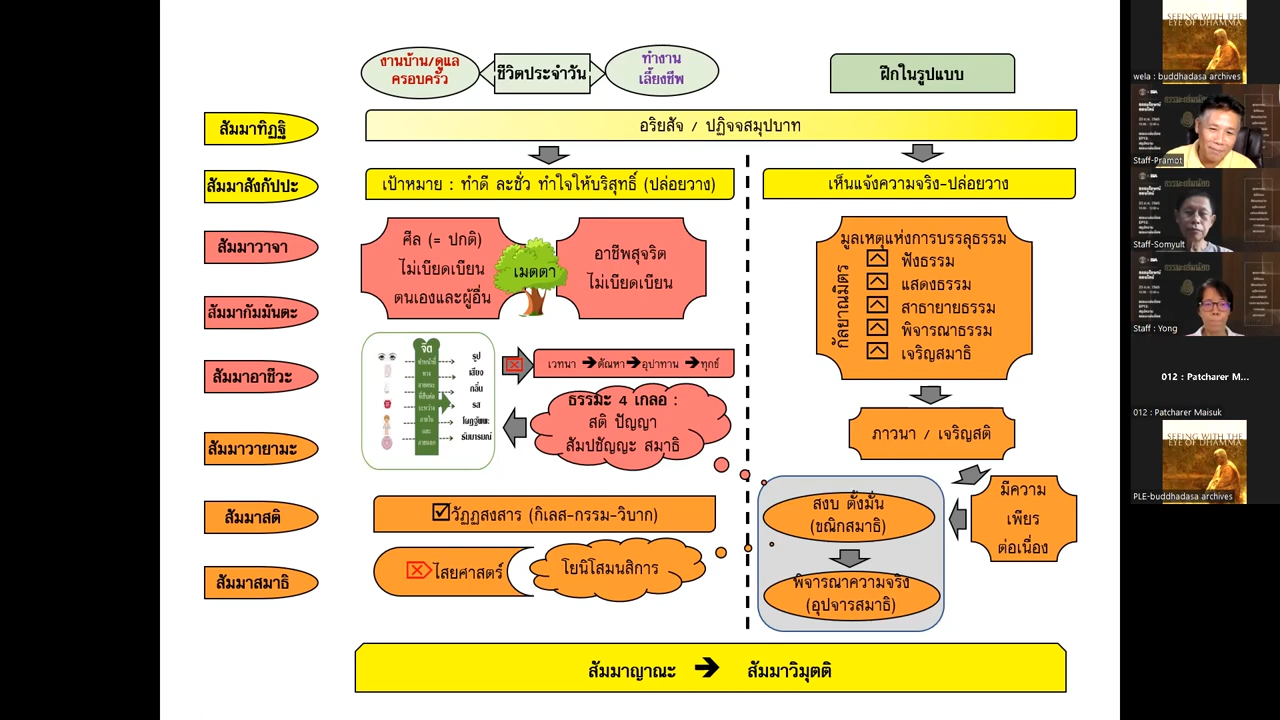 งานบ้าน/ดูแล
ครอบครัว
ชีวิตประจำวัน
ทำงาน
เลี้ยงชีพ
ฝึกในรูปแบบ
สัมมาทิฏฐิ
อริยสัจ / ปฏิจจสมุปบาท
สัมมาสังกัปปะ
เป้าหมาย : ทำดี ละชั่ว ทำใจให้บริสุทธิ์ (ปล่อยวาง)
เห็นแจ้งความจริง-ปล่อยวาง
สัมมาวาจา
สัมมากัมมันตะ
สัมมาอาชีวะ
สัมมาวายามะ
สัมมาสติ
สัมมาสมาธิ
ศีล (= ปกติ)
ไม่เบียดเบียน
ตนเองและผู้อื่น
เมตตา
อาชีพสุจริต
ไม่เบียดเบียน
จิต
รูป
เสียง
กลิ่น
รส
โผฏฐัพพะ
ธัมมารมณ์
เวทนา ➔ ตัณหา ➔ อุปาทาน ➔ ทุกข์
ธรรมะ 4 เกลอ :
สติ ปัญญา
สัมปชัญญะ สมาธิ
วัฏฏสงสาร (กิเลส-กรรม-วิบาก)
ไสยศาสตร์
โยนิโสมนสิการ
กัลยาณมิตร
มูลเหตุแห่งการบรรลุธรรม
ฟังธรรม
แสดงธรรม
สาธายายธรรม
พิจารณาธรรม
เจริญสมาธิ
ภาวนา / เจริญสติ
มีความ
เพียร
ต่อเนื่อง
สงบ ตั้งมั่น
(ขณิกสมาธิ)
พิจารณาความจริง
(อุปจารสมาธิ)
สัมมาญาณะ ➔ สัมมาวิมุตติ
SEEING WITH THE
EYE OF DHAMMA
wela : buddhadasa archives
Staff-Pramot
Staff-Somyult
Staff : Yong
012 : Patcharer M...
012 : Patcharer Maisuk
SEEING WITH THE
EYE OF DHAMMA
PLE-buddhadasa archives